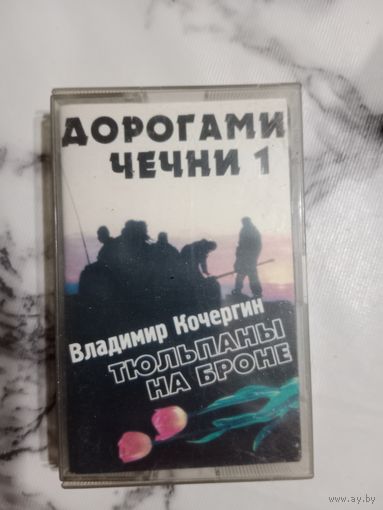 ДОРОГАМИ
ЧЕЧНИ 1
Владимир Кочергин
ТЮЛЬПАНЫ
НА БРОНЕ
www.ay.by